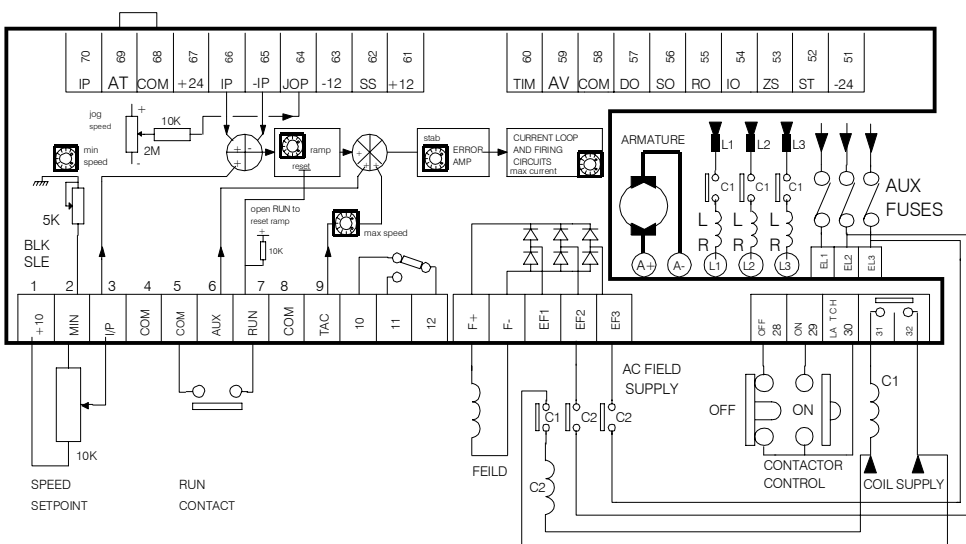 70 69 68 67 66 65 64 63 62 61
IP AT COM +24 IP -IP JOP -12 SS +12
60 59 58 57 56 55 54 53 52 51
TIM AV COM DO SO RO IO ZS ST -24
jog
speed
+
10K
2M
-
min
speed
5K
BLK
SLE
+ -
+
ramp
reset
open RUN to
reset ramp
+
10K
+ +
+
max speed
stab
ERROR
AMP
CURRENT LOOP
AND FIRING
CIRCUITS
max current
ARMATURE
A+ A-
L1 L2 L3
C1 C1 C1
L L L
R R R
L1 L2 L3
AUX
FUSES
EL1 EL2 EL3
1 2 3 4 5 6 7 8 9 10 11 12
+10 MIN I/P COM COM AUX RUN COM TAC
F+ F- EF1 EF2 EF3
OFF ON LATCH
28 29 30 31 32
10K
SPEED
SETPOINT
RUN
CONTACT
FEILD
AC FIELD
SUPPLY
C1 C2 C2
C2
OFF ON
CONTACTOR
CONTROL
C1
COIL SUPPLY